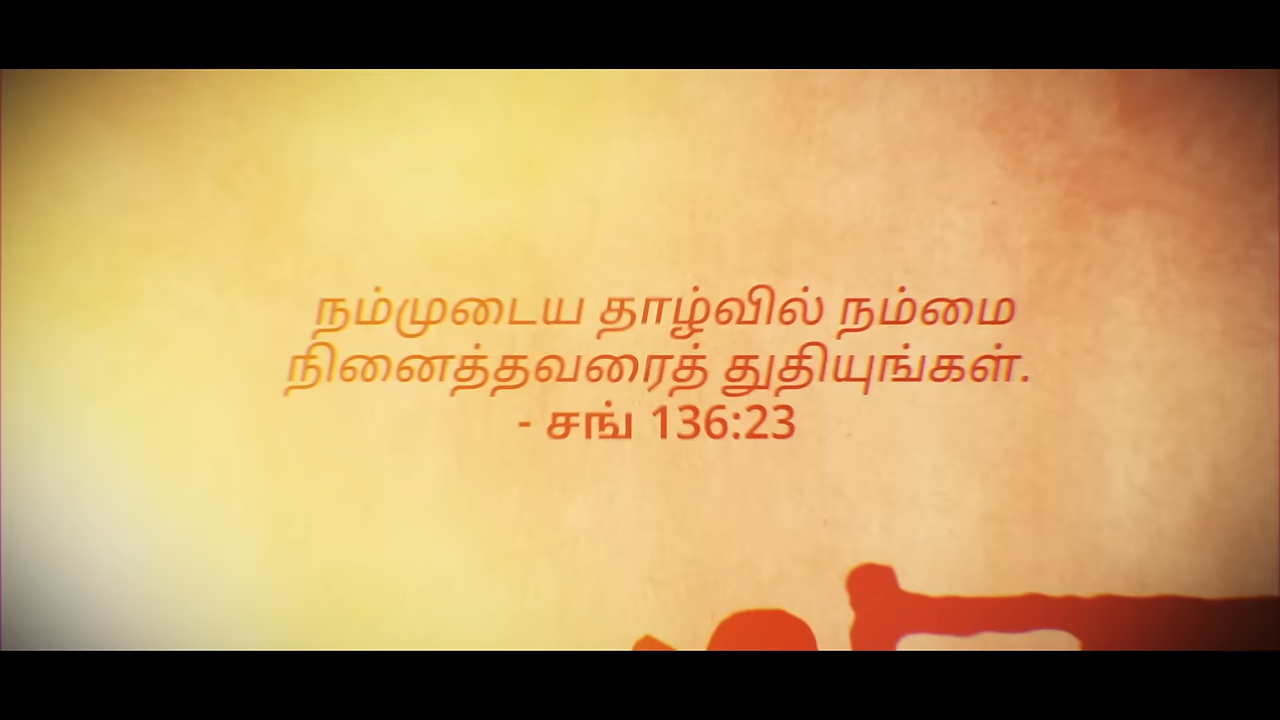 நம்முடைய தாழ்வில் நம்மை
நினைத்தவரைத் துதியுங்கள்.
- சங் 136:23